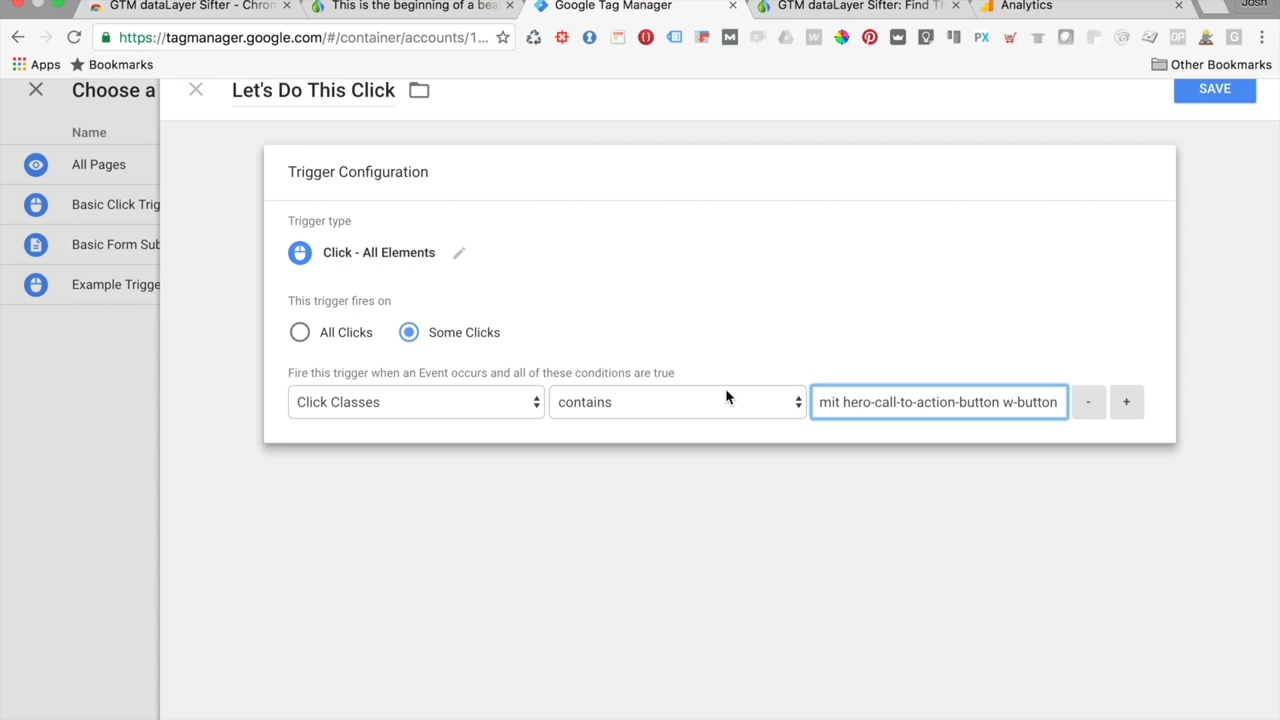 GTM dataLayer Sifter - Chron
This is the beginning of a bea
Google Tag Manager
GTM dataLayer Sifter: Find Th
Analytics
Josh
https://tagmanager.google.com/#/container/accounts/1...
Apps
Bookmarks
Other Bookmarks
Choose a
Let's Do This Click
SAVE
Name
All Pages
Basic Click Trig
Basic Form Sub
Example Trigge
Trigger Configuration
Trigger type
Click - All Elements
This trigger fires on
All Clicks
Some Clicks
Fire this trigger when an Event occurs and all of these conditions are true
Click Classes
contains
mit hero-call-to-action-button w-button
-
+